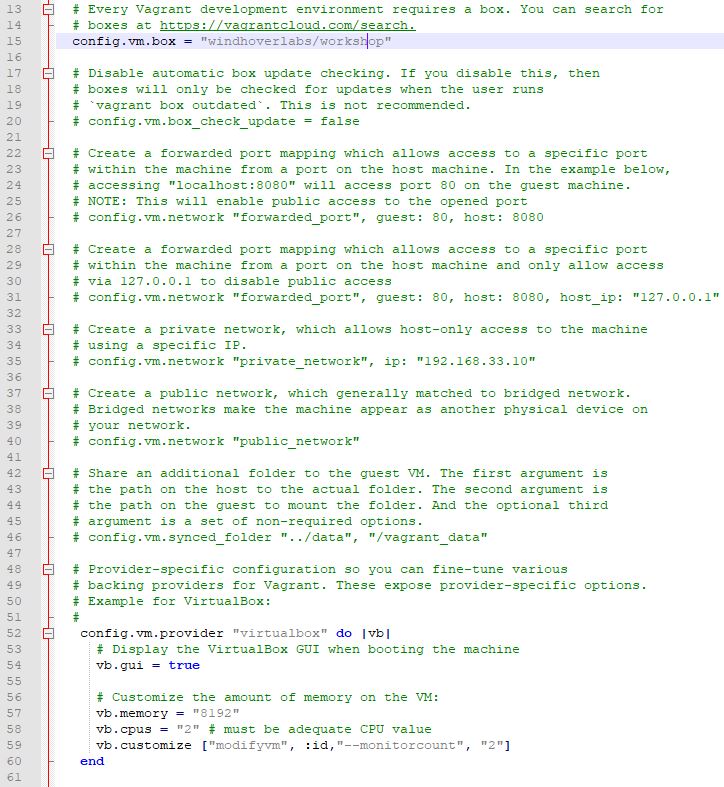 13 # Every Vagrant development environment requires a box. You can search for
14 # boxes at https://vagrantcloud.com/search.
15 config.vm.box = "windhoverlabs/workshop"
16
17 # Disable automatic box update checking. If you disable this, then
18 # boxes will only be checked for updates when the user runs
19 # `vagrant box outdated`. This is not recommended.
20 # config.vm.box_check_update = false
21
22 # Create a forwarded port mapping which allows access to a specific port
23 # within the machine from a port on the host machine. In the example below,
24 # accessing "localhost:8080" will access port 80 on the guest machine.
25 # NOTE: This will enable public access to the opened port
26 # config.vm.network "forwarded_port", guest: 80, host: 8080
27
28 # Create a forwarded port mapping which allows access to a specific port
29 # within the machine from a port on the host machine and only allow access
30 # via 127.0.0.1 to disable public access
31 # config.vm.network "forwarded_port", guest: 80, host: 8080, host_ip: "127.0.0.1"
32
33 # Create a private network, which allows host-only access to the machine
34 # using a specific IP.
35 # config.vm.network "private_network", ip: "192.168.33.10"
36
37 # Create a public network, which generally matched to bridged network.
38 # Bridged networks make the machine appear as another physical device on
39 # your network.
40 # config.vm.network "public_network"
41
42 # Share an additional folder to the guest VM. The first argument is
43 # the path on the host to the actual folder. The second argument is
44 # the path on the guest to mount the folder. And the optional third
45 # argument is a set of non-required options.
46 # config.vm.synced_folder "../data", "/vagrant_data"
47
48 # Provider-specific configuration so you can fine-tune various
49 # backing providers for Vagrant. These expose provider-specific options.
50 # Example for VirtualBox:
51 #
52 config.vm.provider "virtualbox" do |vb|
53 # Display the VirtualBox GUI when booting the machine
54 vb.gui = true
55
56 # Customize the amount of memory on the VM:
57 vb.memory = "8192"
58 vb.cpus = "2" # must be adequate CPU value
59 vb.customize ["modifyvm", :id,"--monitorcount", "2"]
60 end
61